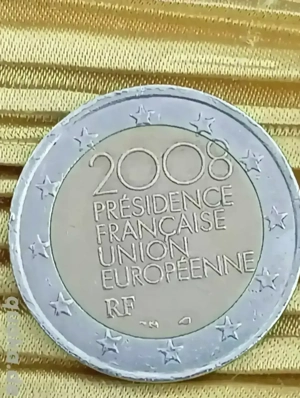 2008
PRÉSIDENCE
FRANÇAISE
UNION
EUROPÉENNE
RF